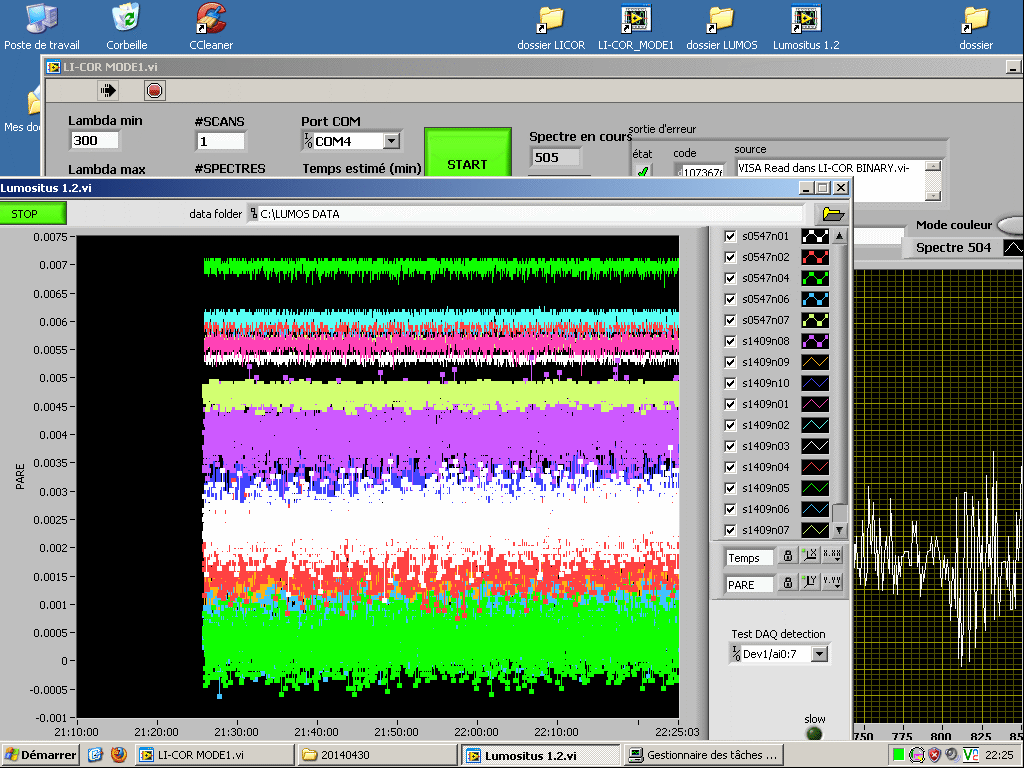 Poste de travail
Corbeille
CCleaner
dossier LICOR
LI-COR_MODE1
dossier LUMOS
Lumositus 1.2
dossier
Mes do
LI-COR MODE1.vi
Lambda min
#SCANS
Port COM
300
1
COM4
START
Spectre en cours
505
sortie d'erreur
état
code
source
107367
VISA Read dans LI-COR BINARY.vi-
Lambda max
#SPECTRES
Temps estimé (min)
Mode couleur
Spectre 504
Lumositus 1.2.vi
STOP
data folder
C:\LUMOS DATA
0.0075
0.007
0.0065
0.006
0.0055
0.005
0.0045
0.004
0.0035
0.003
0.0025
0.002
0.0015
0.001
0.0005
0
-0.0005
-0.001
PARE
21:10:00
21:20:00
21:30:00
21:40:00
21:50:00
22:00:00
22:10:00
22:25:03
s0547n01
s0547n02
s0547n04
s0547n06
s0547n07
s1409n08
s1409n09
s1409n10
s1409n01
s1409n02
s1409n03
s1409n04
s1409n05
s1409n06
s1409n07
Temps
PARE
Test DAQ detection
Dev1/ai0:7
slow
750
775
800
825
85
Démarrer
LI-COR MODE1.vi
20140430
Lumositus 1.2.vi
Gestionnaire des tâches ...
22:25